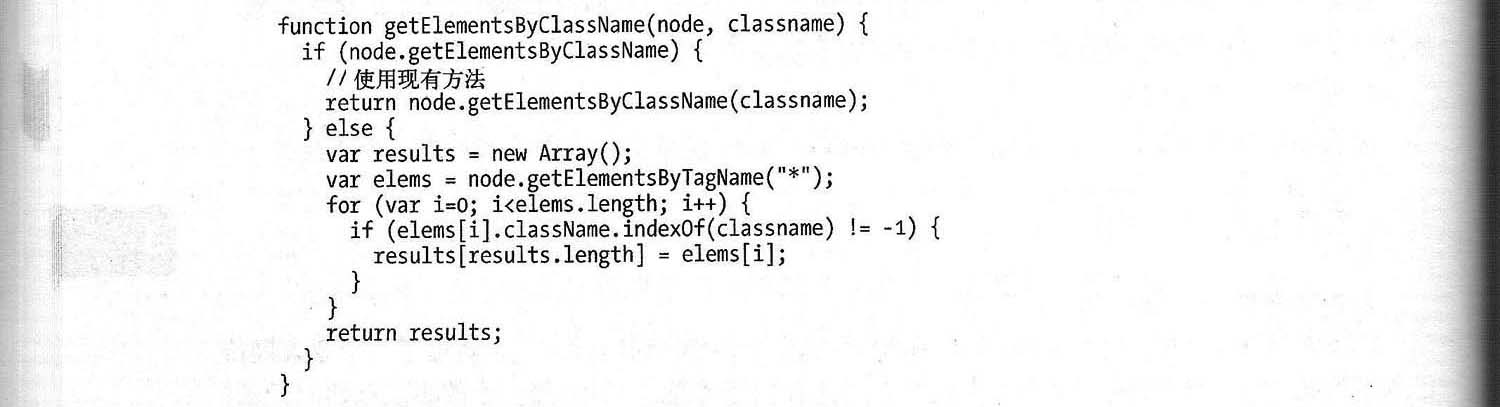 function getElementsByClassName(node, classname) {
if (node.getElementsByClassName) {
// 使用现有方法
return node.getElementsByClassName(classname);
} else {
var results = new Array();
var elems = node.getElementsByTagName("*");
for (var i=0; i<elems.length; i++) {
if (elems[i].className.indexOf(classname) != -1) {
results[results.length] = elems[i];
}
}
return results;
}
}